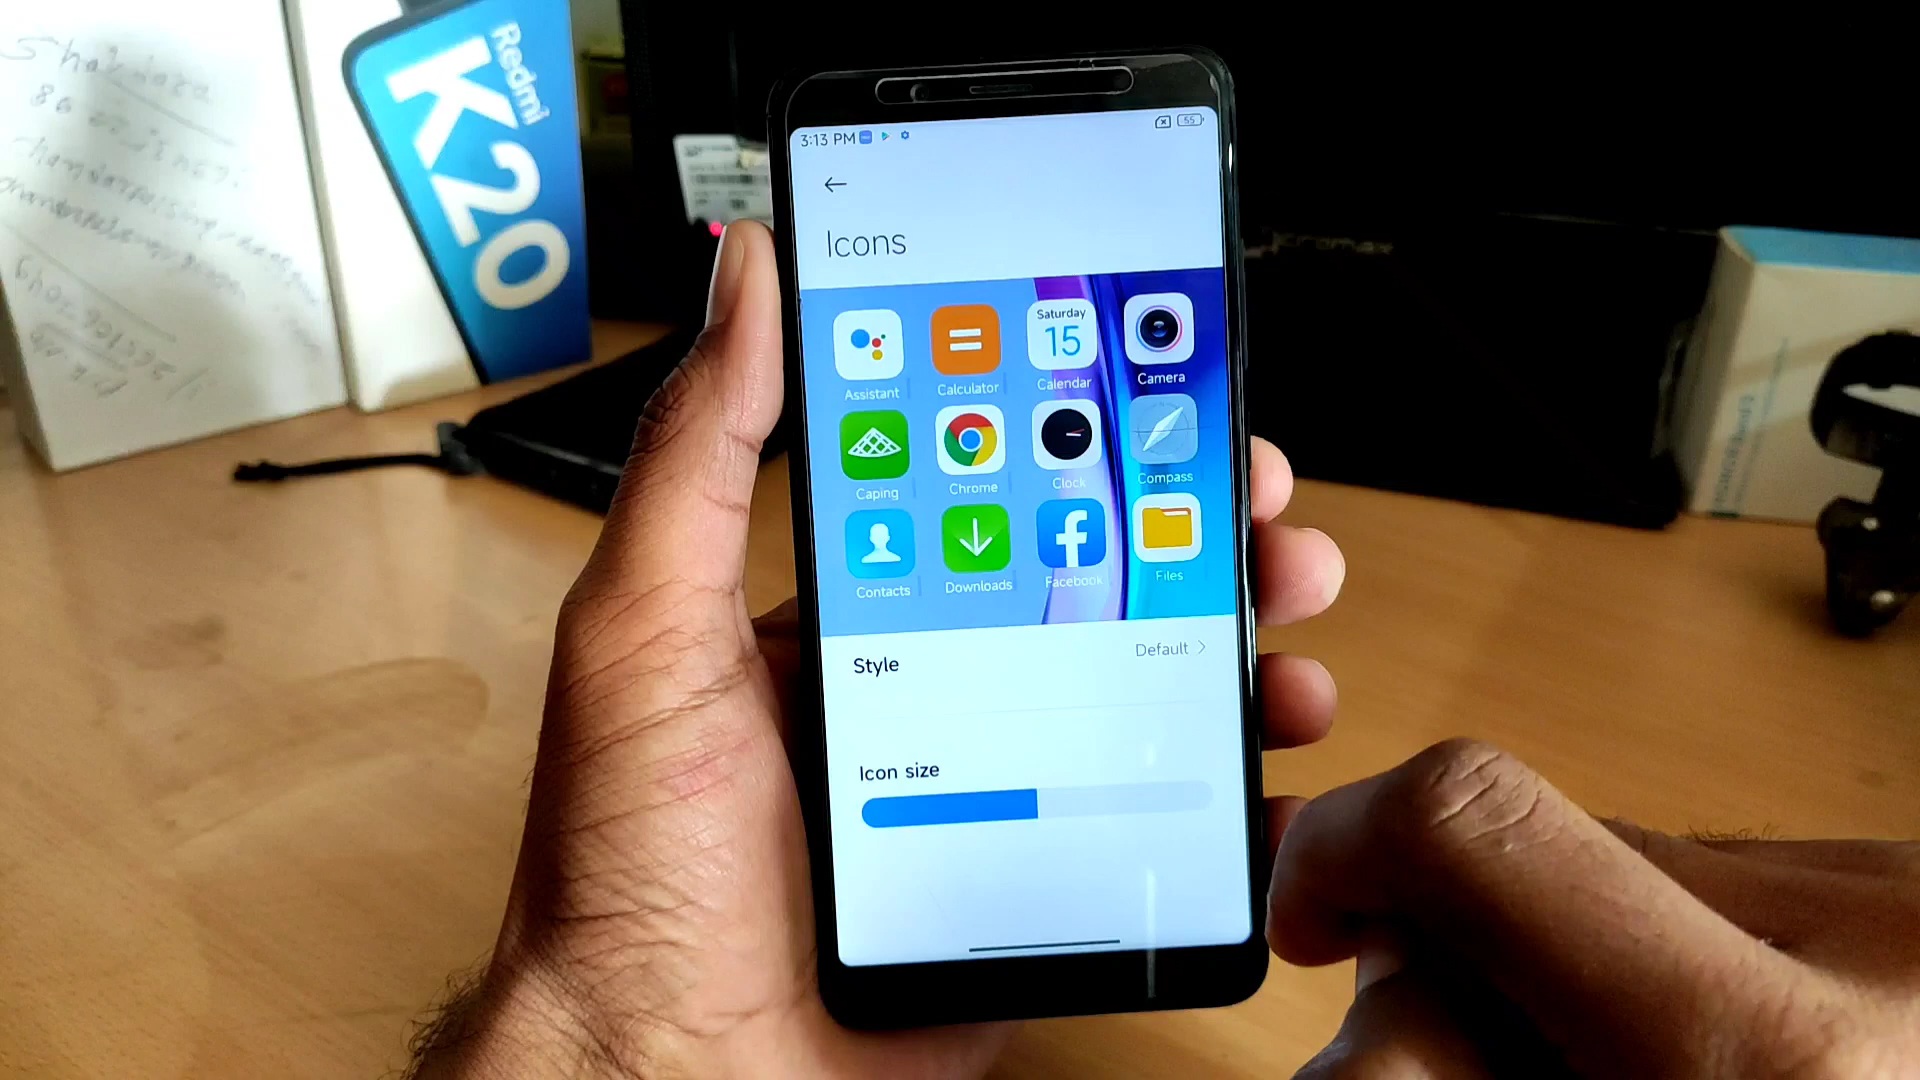 Redmi
K20
3:13 PM
55
Icons
Saturday
15
Assistant
Calculator
Calendar
Camera
Caping
Chrome
Clock
Compass
Contacts
Downloads
Facebook
Files
Style
Default
Icon size